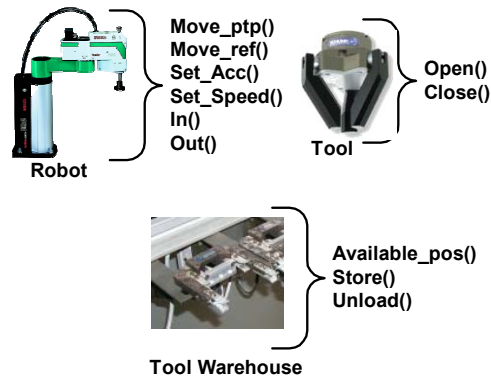 Move_ptp()
Move_ref()
Set_Acc()
Set_Speed()
In()
Out()
Robot
Open()
Close()
Tool
Available_pos()
Store()
Unload()
Tool Warehouse